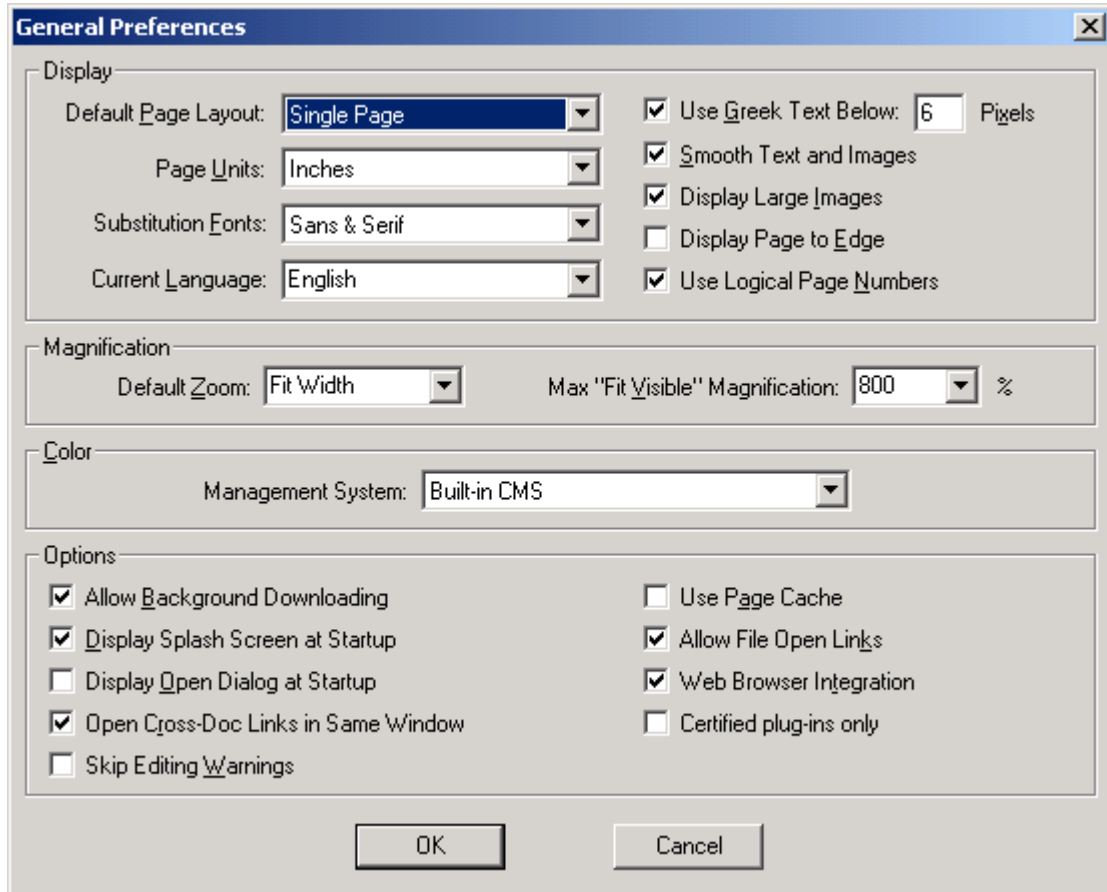 General Preferences
Display
Default Page Layout: Single Page
Use Greek Text Below: 6 Pixels
Page Units: Inches
Smooth Text and Images
Display Large Images
Substitution Fonts: Sans & Serif
Display Page to Edge
Current Language: English
Use Logical Page Numbers
Magnification
Default Zoom: Fit Width
Max "Fit Visible" Magnification: 800 %
Color
Management System: Built-in CMS
Options
Allow Background Downloading
Use Page Cache
Display Splash Screen at Startup
Allow File Open Links
Display Open Dialog at Startup
Web Browser Integration
Open Cross-Doc Links in Same Window
Certified plug-ins only
Skip Editing Warnings
OK
Cancel